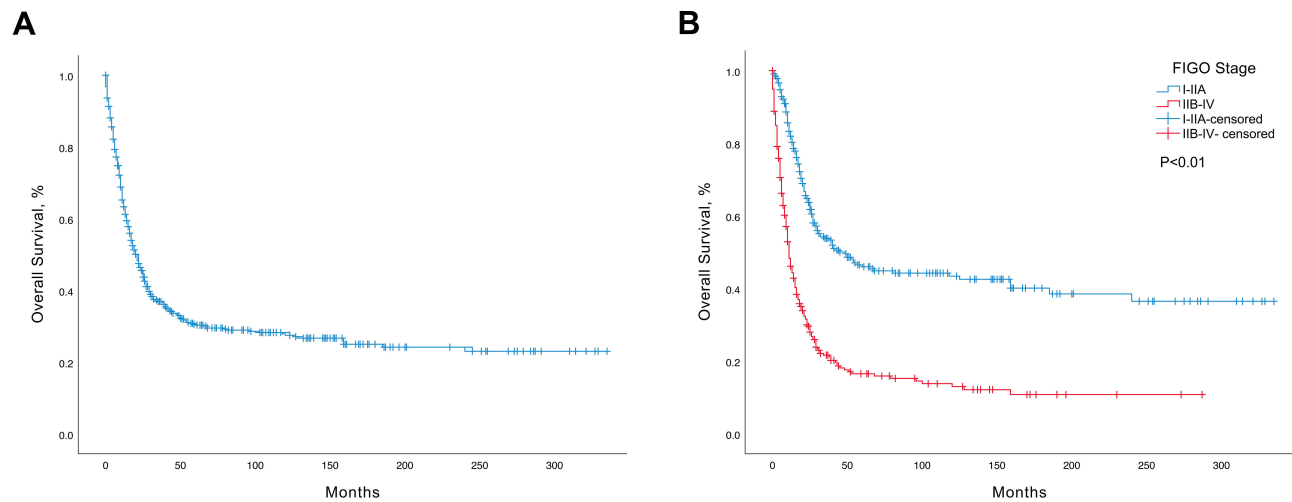 A
1.0
0.8
0.6
0.4
0.2
0.0
Overall Survival, %
0 50 100 150 200 250 300
Months
B
1.0
0.8
0.6
0.4
0.2
0.0
Overall Survival, %
0 50 100 150 200 250 300
Months
FIGO Stage
I-IIA
IIB-IV
I-IIA-censored
IIB-IV- censored
P<0.01